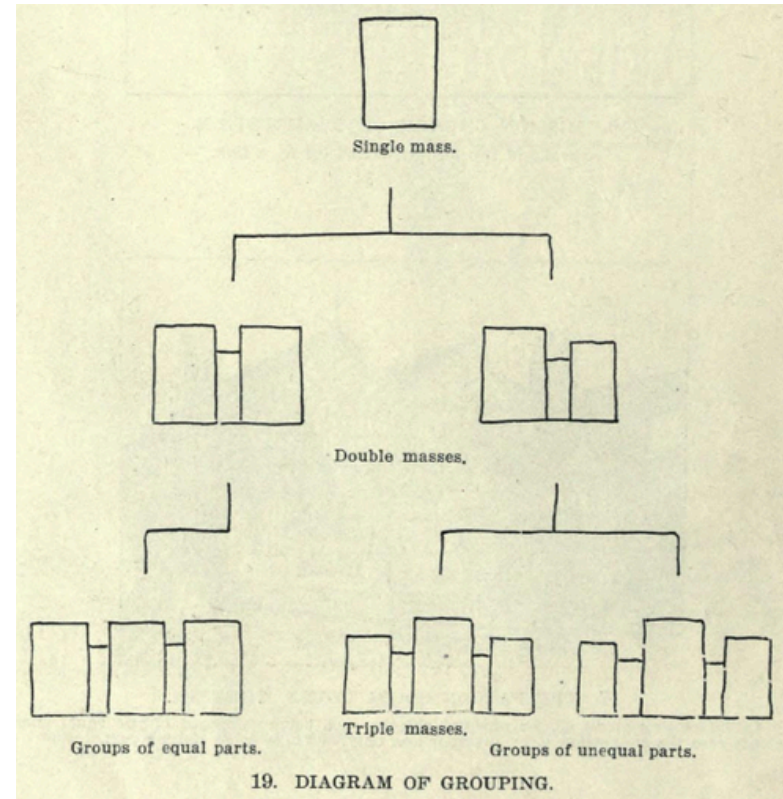 Single mass.
Double masses.
Triple masses.
Groups of equal parts.
Groups of unequal parts.
19. DIAGRAM OF GROUPING.